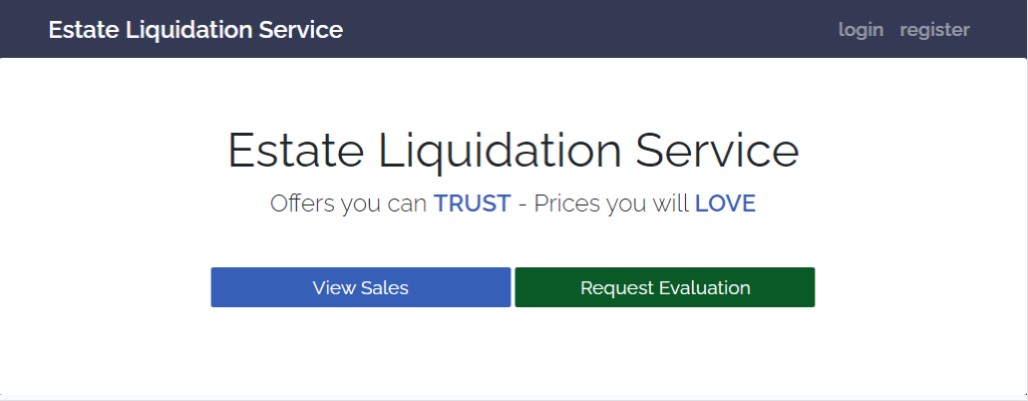 Estate Liquidation Service
login register
Estate Liquidation Service
Offers you can TRUST - Prices you will LOVE
View Sales
Request Evaluation